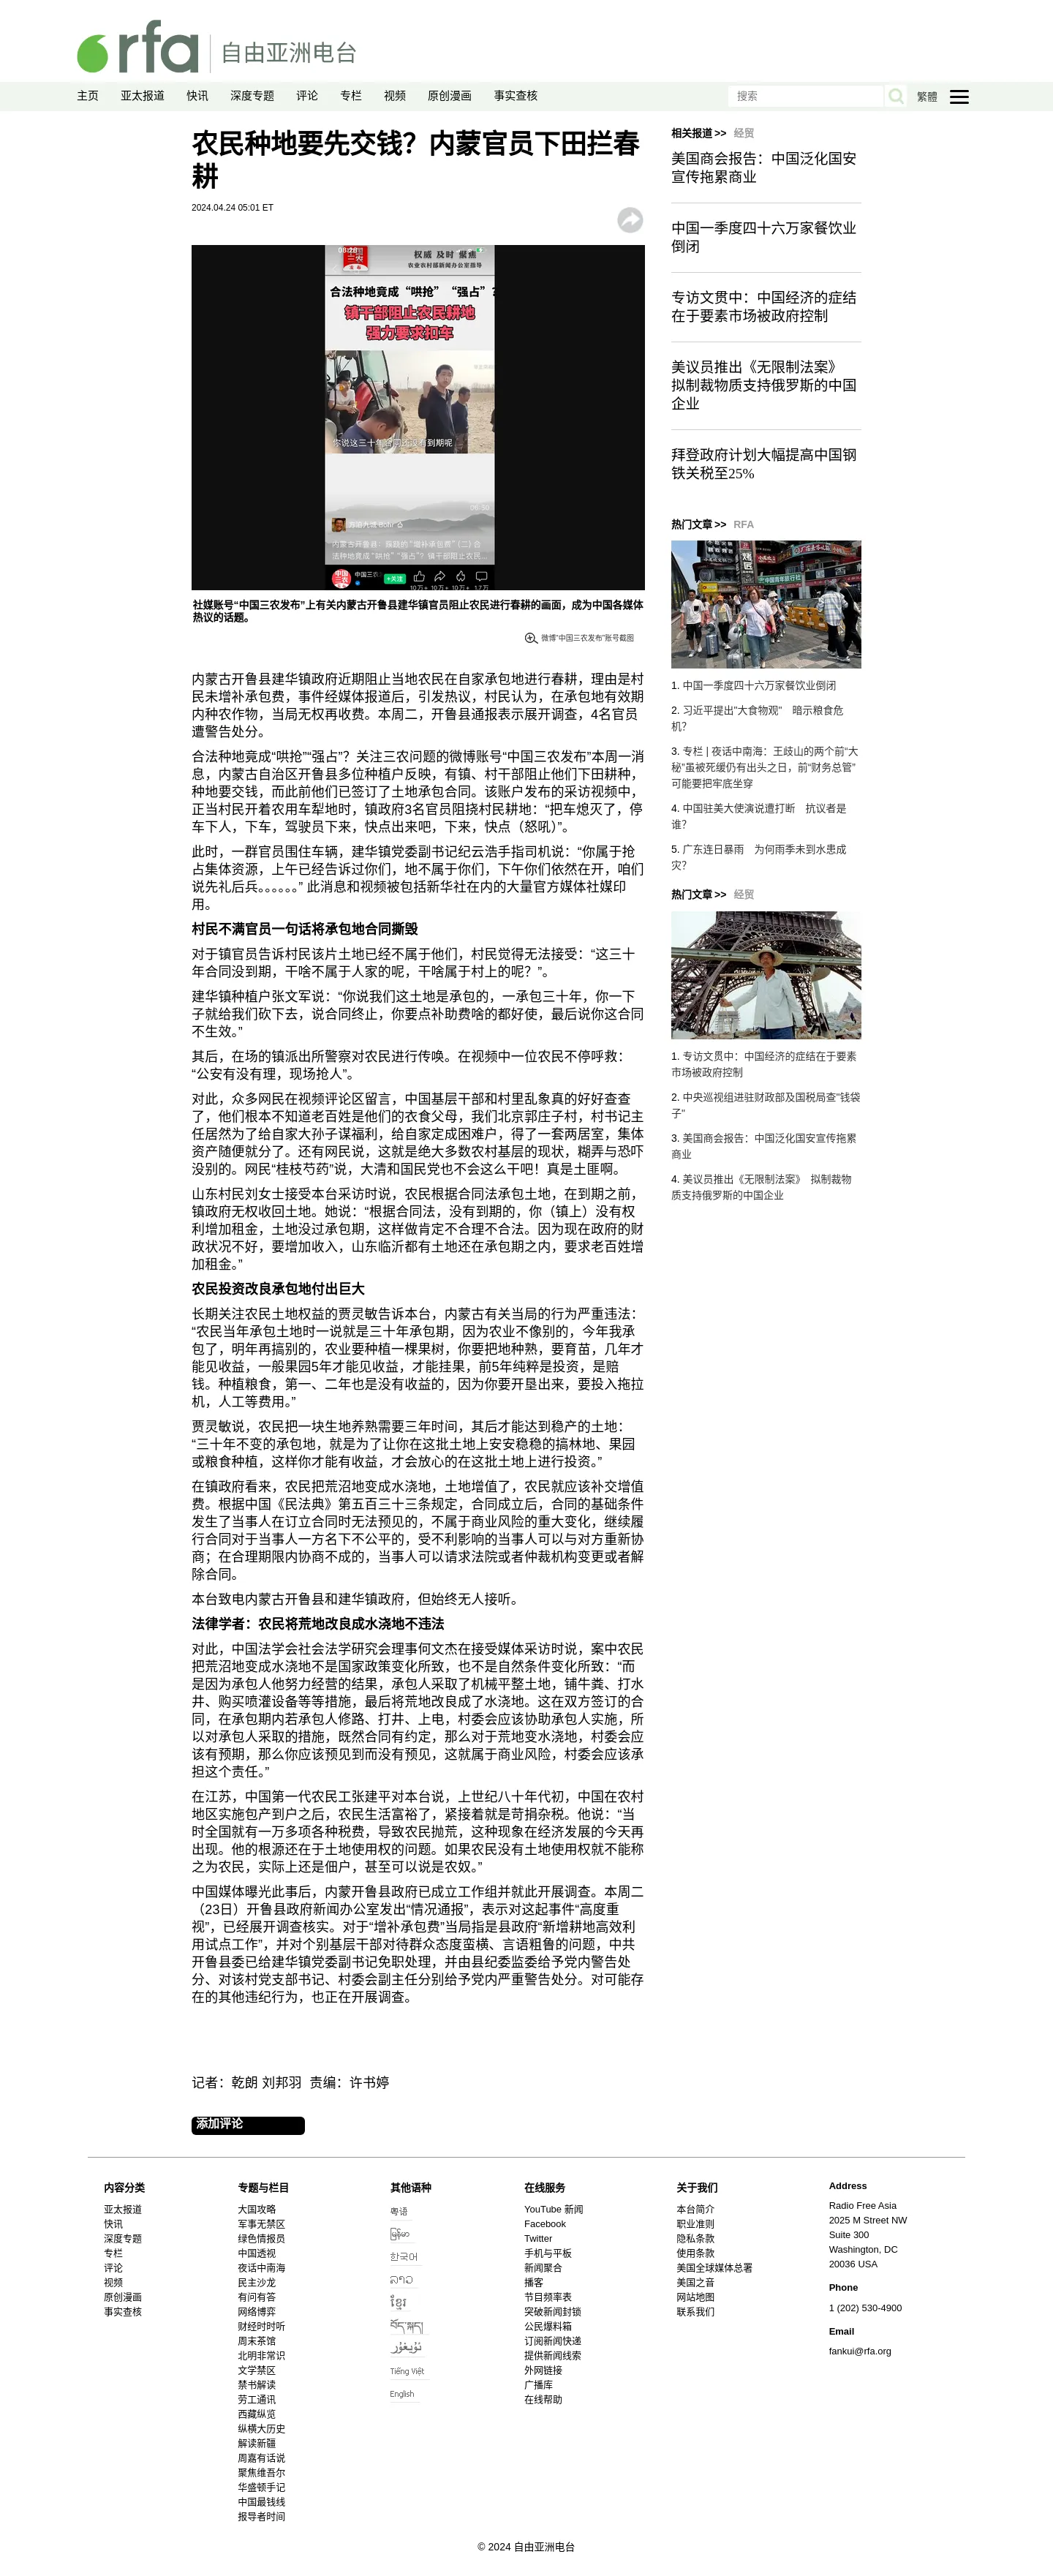 rfa 自由亚洲电台
主页 亚太报道 快讯 深度专题 评论 专栏 视频 原创漫画 事实查核 搜索 繁體
农民种地要先交钱？内蒙官员下田拦春
耕
2024.04.24 05:01 ET
权威 及时 聚焦
农业农村部新闻办公室指导
合法种地竟成“哄抢” “强占”？
镇干部阻止农民耕地
强力要求扣车
你说这三十年合同还没有到期呢
+关注
社媒账号“中国三农发布”上有关内蒙古开鲁县建华镇官员阻止农民进行春耕的画面，成为中国各媒体
热议的话题。
微博“中国三农发布”账号截图
内蒙古开鲁县建华镇政府近期阻止当地农民在自家承包地进行春耕，理由是村
民未增补承包费，事件经媒体报道后，引发热议，村民认为，在承包地有效期
内种农作物，当局无权再收费。本周二，开鲁县通报表示展开调查，4名官员
遭警告处分。
合法种地竟成“哄抢”“强占”？关注三农问题的微博账号“中国三农发布”本周一消
息，内蒙古自治区开鲁县多位种植户反映，有镇、村干部阻止他们下田耕种，
种地要交钱，而此前他们已签订了土地承包合同。该账户发布的采访视频中，
正当村民开着农用车犁地时，镇政府3名官员阻挠村民耕地：“把车熄灭了，停
车下人，下车，驾驶员下来，快点出来吧，下来，快点（怒吼）”。
此时，一群官员围住车辆，建华镇党委副书记纪云浩手指司机说：“你属于抢
占集体资源，上午已经告诉过你们，地不属于你们，下午你们依然在开，咱们
说先礼后兵。。。。。。” 此消息和视频被包括新华社在内的大量官方媒体社媒印
用。
村民不满官员一句话将承包地合同撕毁
对于镇官员告诉村民该片土地已经不属于他们，村民觉得无法接受：“这三十
年合同没到期，干啥不属于人家的呢，干啥属于村上的呢？”。
建华镇种植户张文军说：“你说我们这土地是承包的，一承包三十年，你一下
子就给我们砍下去，说合同终止，你要点补助费啥的都好使，最后说你这合同
不生效。”
其后，在场的镇派出所警察对农民进行传唤。在视频中一位农民不停呼救：
“公安有没有理，现场抢人”。
对此，众多网民在视频评论区留言，中国基层干部和村里乱象真的好好查查
了，他们根本不知道老百姓是他们的衣食父母，我们北京郭庄子村，村书记主
任居然为了给自家大孙子谋福利，给自家定成困难户，得了一套两居室，集体
资产随便就分了。还有网民说，这就是绝大多数农村基层的现状，糊弄与恐吓
没别的。网民“桂枝芍药”说，大清和国民党也不会这么干吧！真是土匪啊。
山东村民刘女士接受本台采访时说，农民根据合同法承包土地，在到期之前，
镇政府无权收回土地。她说：“根据合同法，没有到期的，你（镇上）没有权
利增加租金，土地没过承包期，这样做肯定不合理不合法。因为现在政府的财
政状况不好，要增加收入，山东临沂都有土地还在承包期之内，要求老百姓增
加租金。”
农民投资改良承包地付出巨大
长期关注农民土地权益的贾灵敏告诉本台，内蒙古有关当局的行为严重违法：
“农民当年承包土地时一说就是三十年承包期，因为农业不像别的，今年我承
包了，明年再搞别的，农业要种植一棵果树，你要把地种熟，要育苗，几年才
能见收益，一般果园5年才能见收益，才能挂果，前5年纯粹是投资，是赔
钱。种植粮食，第一、二年也是没有收益的，因为你要开垦出来，要投入拖拉
机，人工等费用。”
贾灵敏说，农民把一块生地养熟需要三年时间，其后才能达到稳产的土地：
“三十年不变的承包地，就是为了让你在这批土地上安安稳稳的搞林地、果园
或粮食种植，这样你才能有收益，才会放心的在这批土地上进行投资。”
在镇政府看来，农民把荒沼地变成水浇地，土地增值了，农民就应该补交增值
费。根据中国《民法典》第五百三十三条规定，合同成立后，合同的基础条件
发生了当事人在订立合同时无法预见的，不属于商业风险的重大变化，继续履
行合同对于当事人一方名下不公平的，受不利影响的当事人可以与对方重新协
商；在合理期限内协商不成的，当事人可以请求法院或者仲裁机构变更或者解
除合同。
本台致电内蒙古开鲁县和建华镇政府，但始终无人接听。
法律学者：农民将荒地改良成水浇地不违法
对此，中国法学会社会法学研究会理事何文杰在接受媒体采访时说，案中农民
把荒沼地变成水浇地不是国家政策变化所致，也不是自然条件变化所致：“而
是因为承包人他努力经营的结果，承包人采取了机械平整土地，铺牛粪、打水
井、购买喷灌设备等等措施，最后将荒地改良成了水浇地。这在双方签订的合
同，在承包期内若承包人修路、打井、上电，村委会应该协助承包人实施，所
以对承包人采取的措施，既然合同有约定，那么对于荒地变水浇地，村委会应
该有预期，那么你应该预见到而没有预见，这就属于商业风险，村委会应该承
担这个责任。”
在江苏，中国第一代农民工张建平对本台说，上世纪八十年代初，中国在农村
地区实施包产到户之后，农民生活富裕了，紧接着就是苛捐杂税。他说：“当
时全国就有一万多项各种税费，导致农民抛荒，这种现象在经济发展的今天再
出现。他的根源还在于土地使用权的问题。如果农民没有土地使用权就不能称
之为农民，实际上还是佃户，甚至可以说是农奴。”
中国媒体曝光此事后，内蒙开鲁县政府已成立工作组并就此开展调查。本周二
（23日）开鲁县政府新闻办公室发出“情况通报”，表示对这起事件“高度重
视”，已经展开调查核实。对于“增补承包费”当局指是县政府“新增耕地高效利
用试点工作”，并对个别基层干部对待群众态度蛮横、言语粗鲁的问题，中共
开鲁县委已给建华镇党委副书记免职处理，并由县纪委监委给予党内警告处
分、对该村党支部书记、村委会副主任分别给予党内严重警告处分。对可能存
在的其他违纪行为，也正在开展调查。
记者：乾朗 刘邦羽 责编：许书婷
添加评论
相关报道 >> 经贸
美国商会报告：中国泛化国安
宣传拖累商业
中国一季度四十六万家餐饮业
倒闭
专访文贯中：中国经济的症结
在于要素市场被政府控制
美议员推出《无限制法案》
拟制裁物质支持俄罗斯的中国
企业
拜登政府计划大幅提高中国钢
铁关税至25%
热门文章 >> RFA
1. 中国一季度四十六万家餐饮业倒闭
2. 习近平提出"大食物观" 暗示粮食危
机?
3. 专栏 | 夜话中南海：王歧山的两个前“大
秘”虽被死缓仍有出头之日，前“财务总管”
可能要把牢底坐穿
4. 中国驻美大使演说遭打断 抗议者是
谁？
5. 广东连日暴雨 为何雨季未到水患成
灾？
热门文章 >> 经贸
1. 专访文贯中：中国经济的症结在于要素
市场被政府控制
2. 中央巡视组进驻财政部及国税局查“钱袋
子”
3. 美国商会报告：中国泛化国安宣传拖累
商业
4. 美议员推出《无限制法案》 拟制裁物
质支持俄罗斯的中国企业
内容分类
亚太报道
快讯
深度专题
专栏
评论
视频
原创漫画
事实查核
专题与栏目
大国攻略
军事无禁区
绿色情报员
中国透视
夜话中南海
民主沙龙
有问有答
网络博弈
财经时时听
周末茶馆
北明非常识
文学禁区
禁书解读
劳工通讯
西藏纵览
纵横大历史
解读新疆
周嘉有话说
聚焦维吾尔
华盛顿手记
中国最钱线
报导者时间
其他语种
粤语
မြန်မာ
한국어
ລາວ
ខ្មែរ
བོད་སྐད།
ئۇيغۇر
Tiếng Việt
English
在线服务
YouTube 新闻
Facebook
Twitter
手机与平板
新闻聚合
播客
节目频率表
突破新闻封锁
公民爆料箱
订阅新闻快递
提供新闻线索
外网链接
广播库
在线帮助
关于我们
本台简介
职业准则
隐私条款
使用条款
美国全球媒体总署
美国之音
网站地图
联系我们
Address
Radio Free Asia
2025 M Street NW
Suite 300
Washington, DC
20036 USA
Phone
1 (202) 530-4900
Email
fankui@rfa.org
© 2024 自由亚洲电台